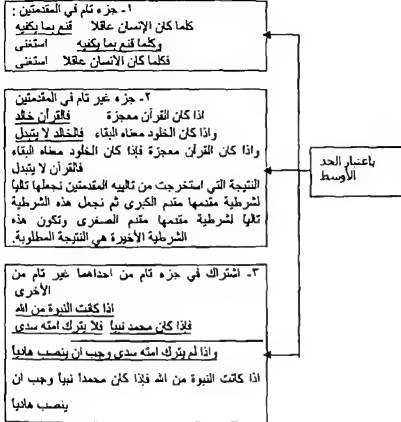 ١- جزء تام في المقدمتين :
كلما كان الإنسان عاقلا    قنع بما يكفيه
وكلما قنع بما يكفيه    استغنى
فكلما كان الانسان عاقلا    استغنى
٢- جزء غير تام في المقدمتين
اذا كان القرآن معجزة    فالقرآن خالد
واذا كان الخلود معناه البقاء    فالخالد لا يتبدل
واذا كان القرآن معجزة فإذا كان الخلود معناه البقاء
فالقرآن لا يتبدل
النتيجة التي استخرجت من تاليه المقدمتين نجعلها تاليا
لشرطية مقدمها مقدم الكبرى ثم نجعل هذه الشرطية
تاليا لشرطية مقدمها مقدم الصغرى وتكون هذه
الشرطية الأخيرة هي النتيجة المطلوبة.
باعتبار الحد
الأوسط
٣- اشتراك في جزء تام من احداهما غير تام من
الأخرى
اذا كانت النبوة من الله
فإذا كان محمد نبيا    فلا يترك امته سدى
واذا لم يترك امته سدى وجب ان ينصب هاديا
اذا كانت النبوة من الله فإذا كان محمدا نبيا وجب ان
ينصب هاديا